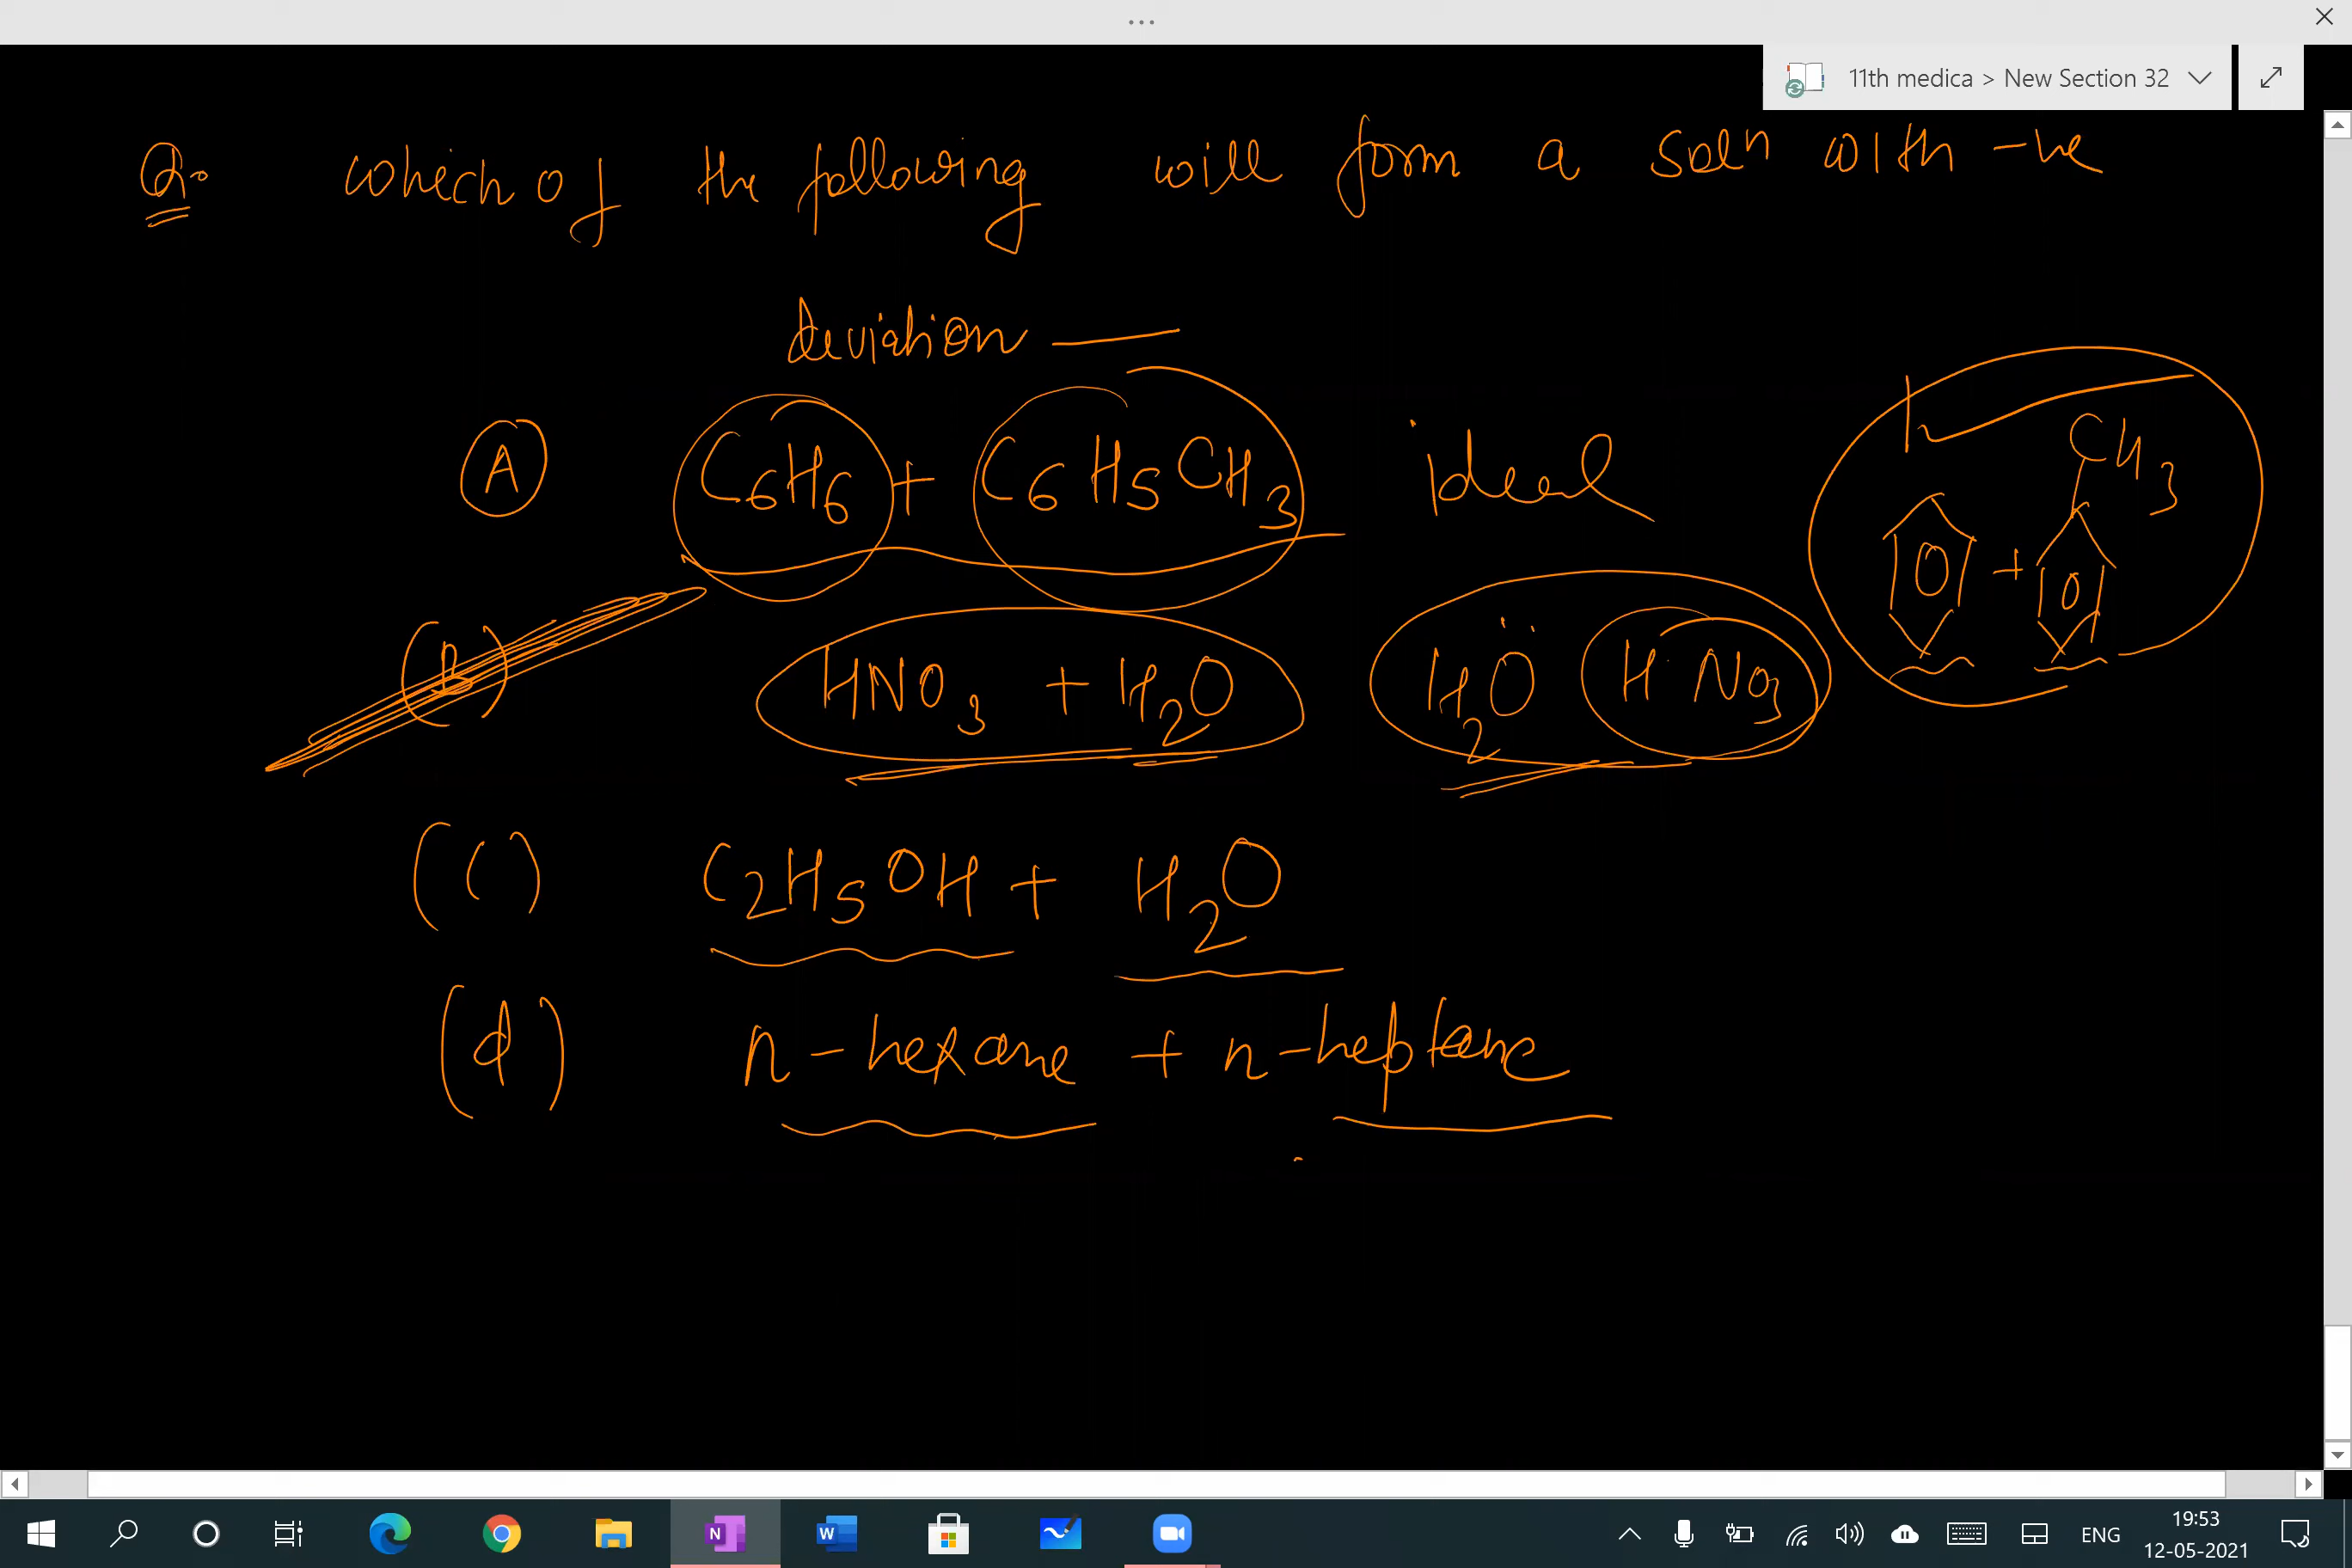 11th medica > New Section 32
Q. which of the following will form a soln with -ve
deviation —
(A) C6H6 + C6H5CH3 ideal
CH3
+
(B) HNO3 + H2O H2O HNO3
(C) C2H5OH + H2O
(d) n-hexane + n-heptane
ENG
19:53
12-05-2021